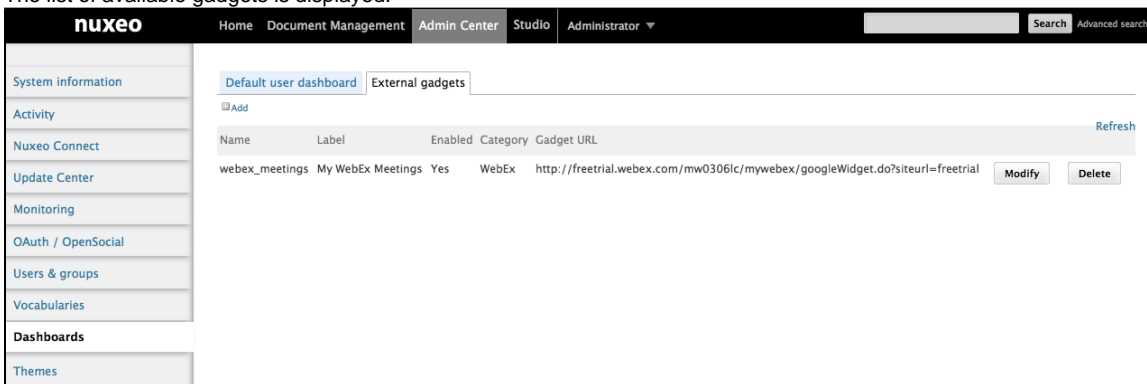 The list of available gadgets is displayed.
nuxeo Home Document Management Admin Center Studio Administrator Search Advanced search
System information
Activity
Nuxeo Connect
Update Center
Monitoring
OAuth / OpenSocial
Users & groups
Vocabularies
Dashboards
Themes
Default user dashboard External gadgets
Add
Refresh
Name Label Enabled Category Gadget URL
webex_meetings My WebEx Meetings Yes WebEx http://freetrial.webex.com/mw0306lc/mywebex/googleWidget.do?siteurl=freetrial Modify Delete